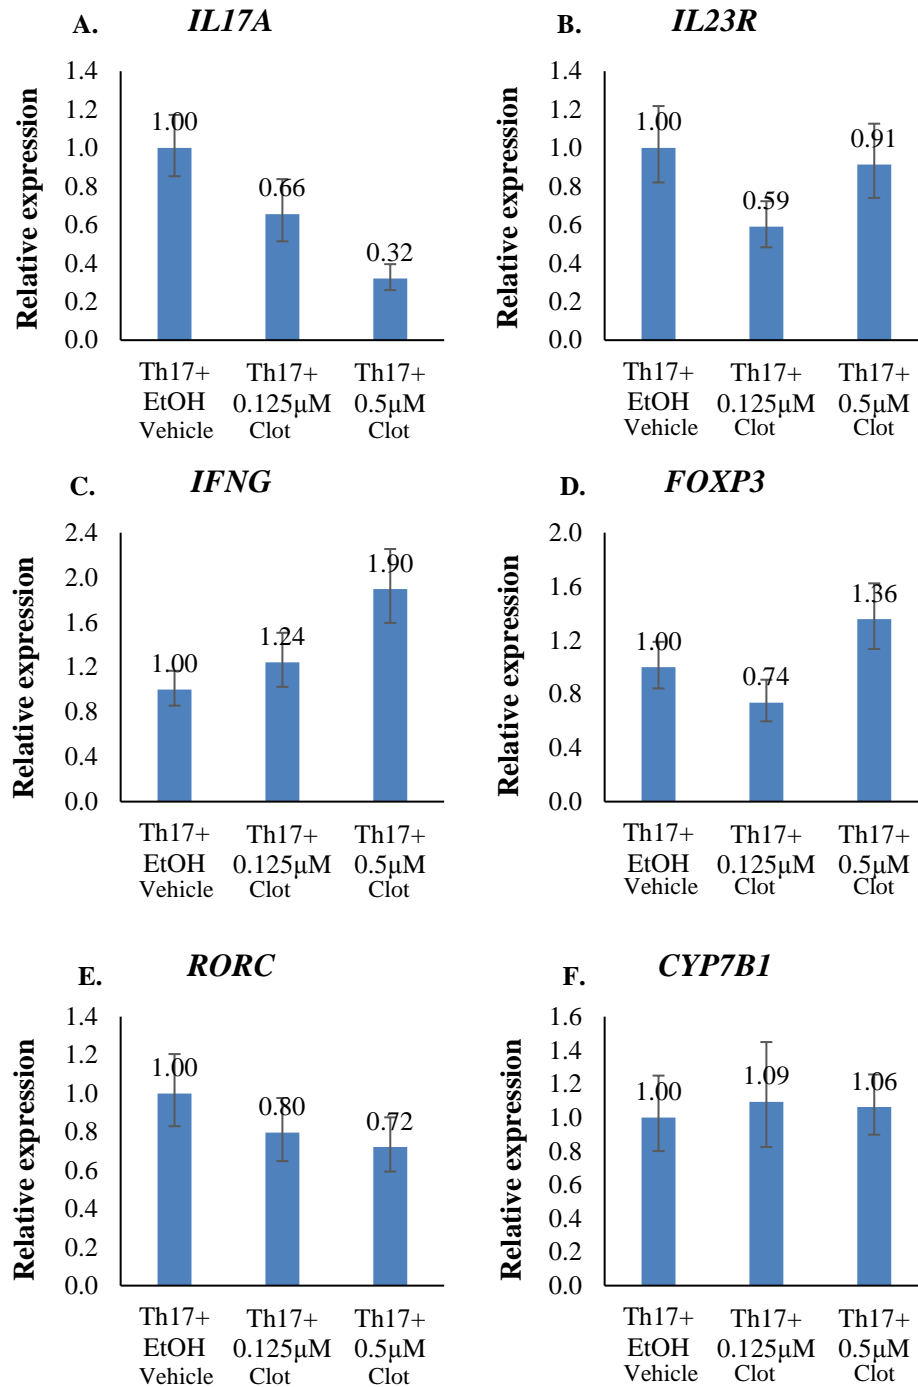 A. IL17A
Relative expression
1.4
1.2
1.0
0.8
0.6
0.4
0.2
0.0
1.00
0.66
0.32
Th17+ Th17+ Th17+
EtOH 0.125μM 0.5μM
Vehicle Clot Clot
B. IL23R
Relative expression
1.4
1.2
1.0
0.8
0.6
0.4
0.2
0.0
1.00
0.59
0.91
Th17+ Th17+ Th17+
EtOH 0.125μM 0.5μM
Vehicle Clot Clot
C. IFNG
Relative expression
2.4
2.0
1.6
1.2
0.8
0.4
0.0
1.00
1.24
1.90
Th17+ Th17+ Th17+
EtOH 0.125μM 0.5μM
Vehicle Clot Clot
D. FOXP3
Relative expression
2.0
1.6
1.2
0.8
0.4
0.0
1.00
0.74
1.36
Th17+ Th17+ Th17+
EtOH 0.125μM 0.5μM
Vehicle Clot Clot
E. RORC
Relative expression
1.4
1.2
1.0
0.8
0.6
0.4
0.2
0.0
1.00
0.80
0.72
Th17+ Th17+ Th17+
EtOH 0.125μM 0.5μM
Vehicle Clot Clot
F. CYP7B1
Relative expression
1.6
1.4
1.2
1.0
0.8
0.6
0.4
0.2
0.0
1.00
1.09
1.06
Th17+ Th17+ Th17+
EtOH 0.125μM 0.5μM
Vehicle Clot Clot